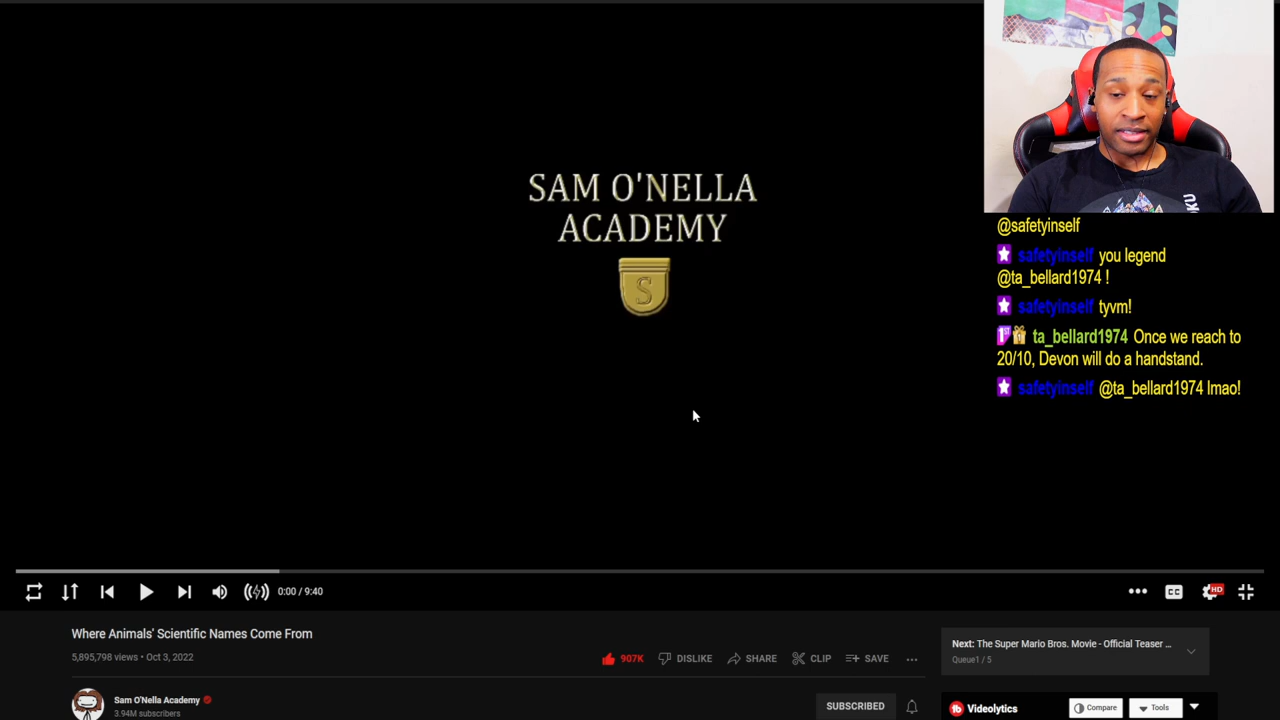 SAM O'NELLA
ACADEMY
S
@safetyinself
safetyinself you legend
@ta_bellard1974 !
safetyinself tyvm!
ta_bellard1974 Once we reach to
20/10, Devon will do a handstand.
safetyinself @ta_bellard1974 lmao!
0:00 / 9:40
CC
HD
Where Animals' Scientific Names Come From
5,895,798 views • Oct 3, 2022
907K
DISLIKE
SHARE
CLIP
SAVE
Next: The Super Mario Bros. Movie - Official Teaser ...
Queue1 / 5
Sam O'Nella Academy
3.94M subscribers
SUBSCRIBED
Videolytics
Compare
Tools